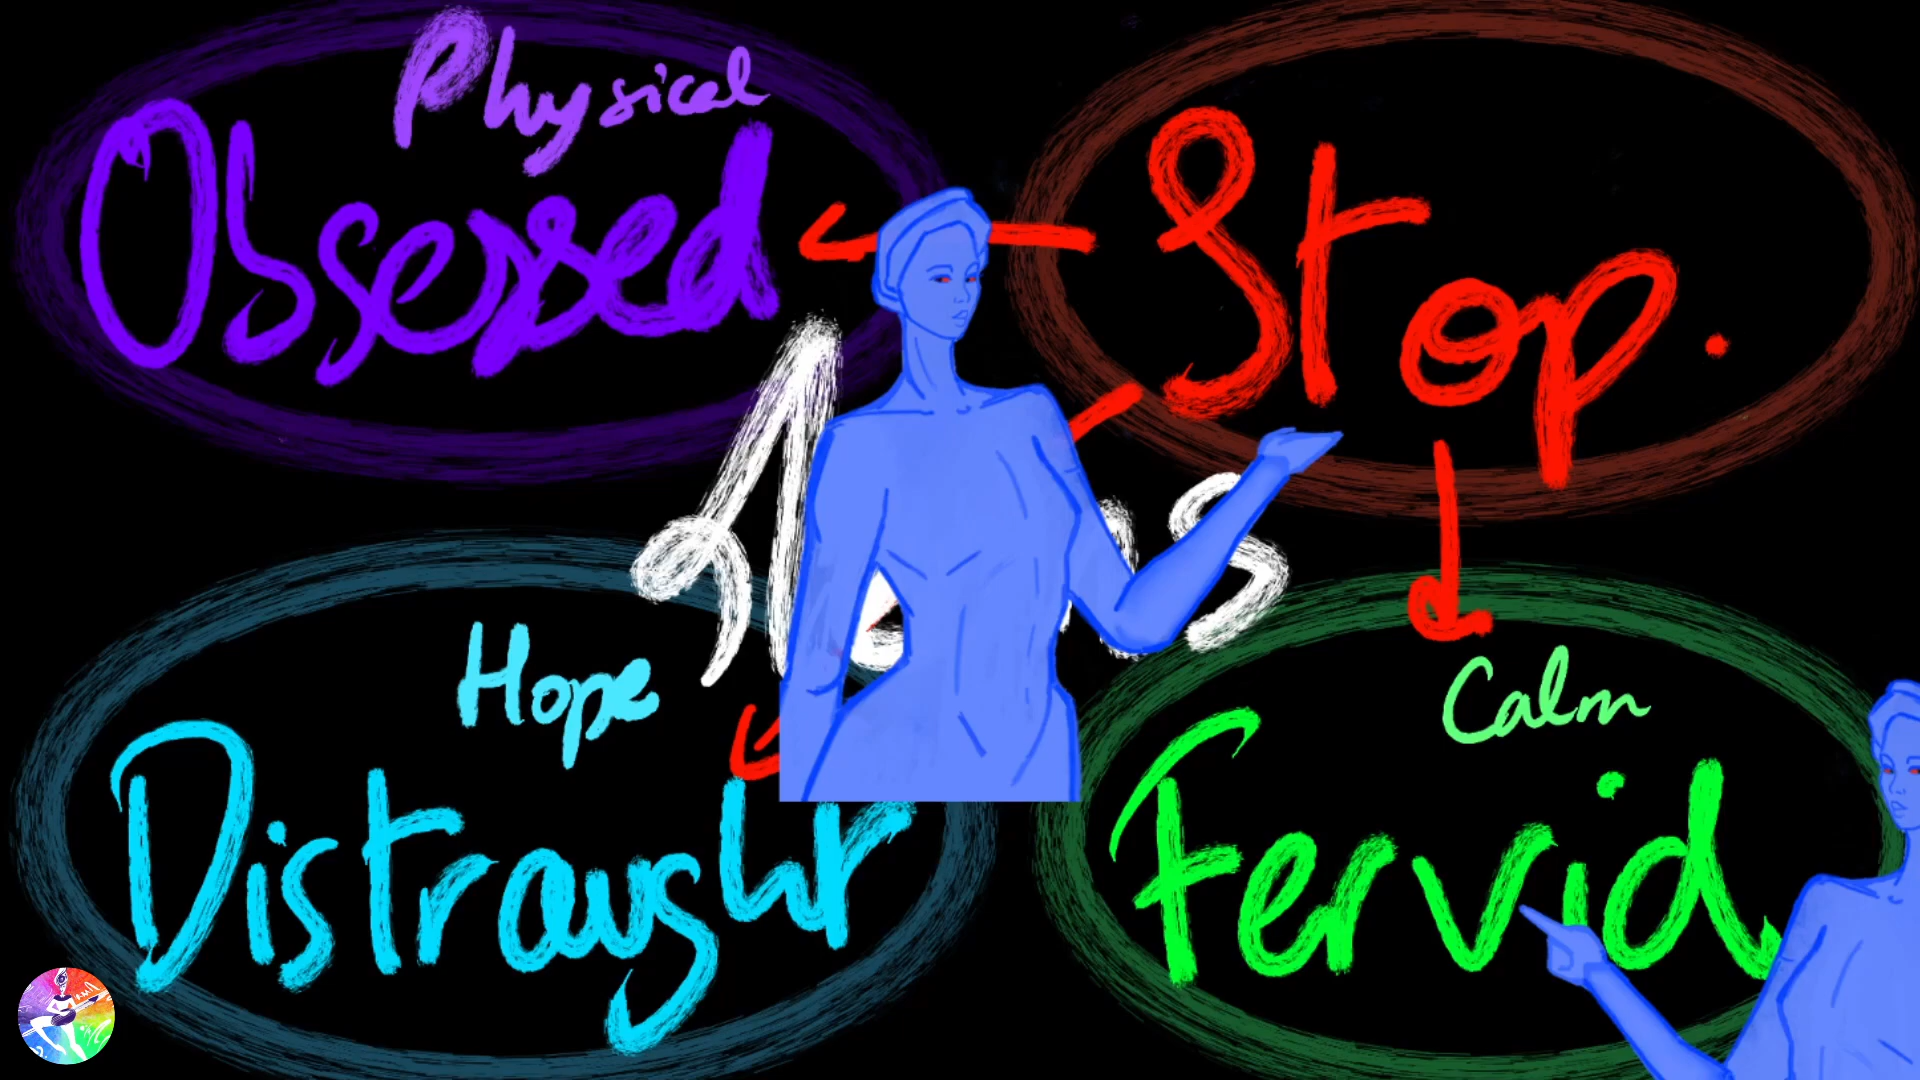 Physical
Obsessed
Stop.
Hope
Distraught
Calm
Fervid